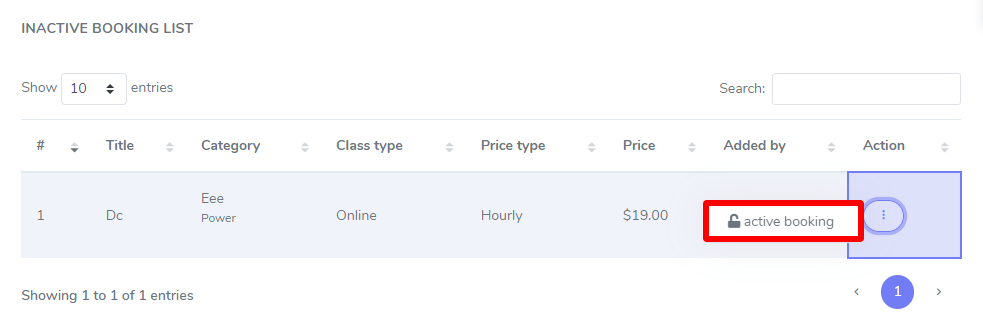 INACTIVE BOOKING LIST
Show 10 entries
Search:
# Title Category Class type Price type Price Added by Action
1 Dc Eee Online Hourly $19.00
Power
active booking
Showing 1 to 1 of 1 entries
‹ 1 ›